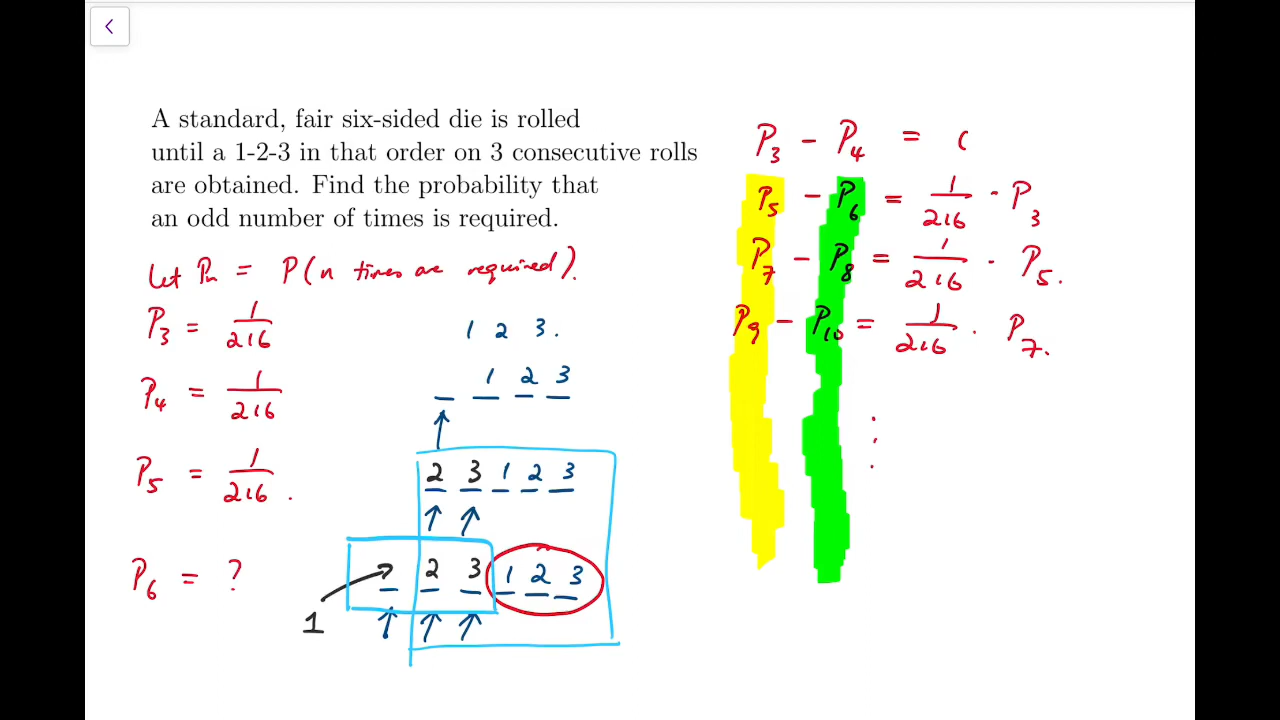 A standard, fair six-sided die is rolled
until a 1-2-3 in that order on 3 consecutive rolls
are obtained. Find the probability that
an odd number of times is required.
Let Pn = P(n times are required).
P3 = 1/216
P4 = 1/216
P5 = 1/216.
P6 = ?
1 2 3.
_ 1 2 3
2 3 1 2 3
_ 2 3 1 2 3
1
P3 - P4 = (
P5 - P6 = 1/216 · P3
P7 - P8 = 1/216 · P5.
P9 - P10 = 1/216 · P7.
⋮